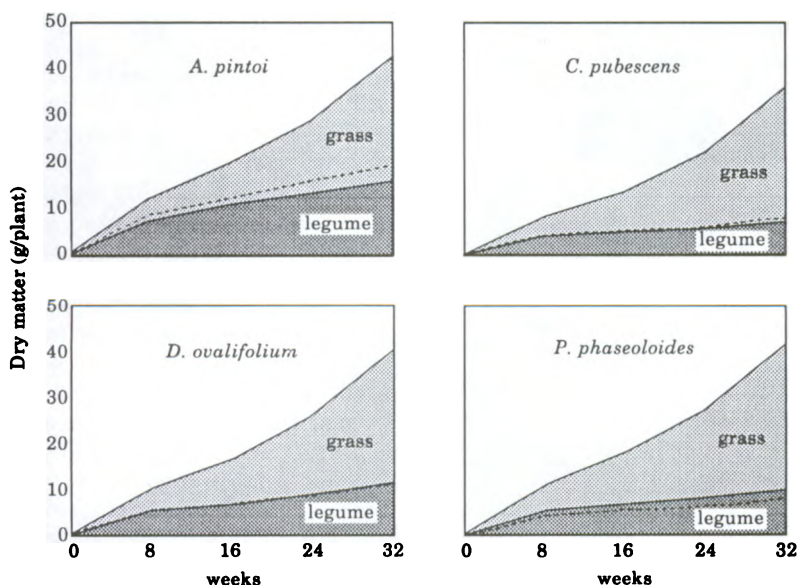 Dry matter (g/plant)
50
40
30
20
10
0
A. pintoi
grass
legume
C. pubescens
grass
legume
50
40
30
20
10
0
D. ovalifolium
grass
legume
0 8 16 24 32
weeks
P. phaseoloides
grass
legume
0 8 16 24 32
weeks